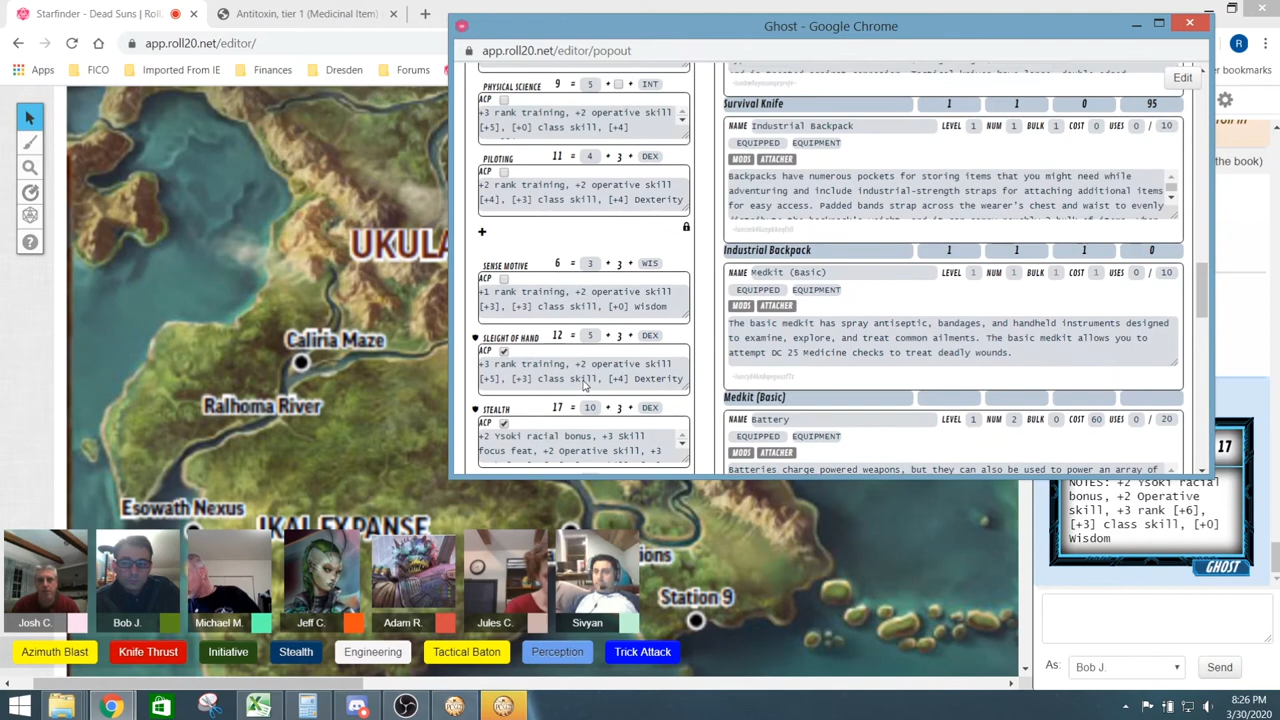 Starfinder - Dead Suns | Rol
Antitoxin, tier 1 (Medicinal Item)
Ghost - Google Chrome
app.roll20.net/editor/
app.roll20.net/editor/popout
R
Apps
FICO
Imported From IE
Finances
Dresden
Forums
er bookmarks
Edit
PHYSICAL SCIENCE 9 = 5 + INT
ACP
+3 rank training, +2 operative skill
[+5], [+0] class skill, [+4]
PILOTING 11 = 4 + 3 + DEX
ACP
+2 rank training, +2 operative skill
[+4], [+3] class skill, [+4] Dexterity
+
SENSE MOTIVE 6 = 3 + 3 + WIS
ACP
+1 rank training, +2 operative skill
[+3], [+3] class skill, [+0] wisdom
SLEIGHT OF HAND 12 = 5 + 3 + DEX
ACP
+3 rank training, +2 operative skill
[+5], [+3] class skill, [+4] Dexterity
STEALTH 17 = 10 + 3 + DEX
ACP
+2 Ysoki racial bonus, +3 Skill
focus feat, +2 Operative skill, +3
Survival Knife 1 1 0 95
NAME Industrial Backpack LEVEL 1 NUM 1 BULK 1 COST 0 USES 0 / 10
EQUIPPED EQUIPMENT
MODS ATTACHER
Backpacks have numerous pockets for storing items that you might need while
adventuring and include industrial-strength straps for attaching additional items
for easy access. Padded bands strap across the wearer's chest and waist to evenly
Industrial Backpack 1 1 1 0
NAME Medkit (Basic) LEVEL 1 NUM 1 BULK 1 COST 1 USES 0 / 10
EQUIPPED EQUIPMENT
MODS ATTACHER
The basic medkit has spray antiseptic, bandages, and handheld instruments designed
to examine, explore, and treat common ailments. The basic medkit allows you to
attempt DC 25 Medicine checks to treat deadly wounds.
Medkit (Basic)
NAME Battery LEVEL 1 NUM 2 BULK 0 COST 60 USES 0 / 20
EQUIPPED EQUIPMENT
MODS ATTACHER
Batteries charge powered weapons, but they can also be used to power an array of
the book)
17
NOTES: +2 Ysoki racial
bonus, +2 Operative
skill, +3 rank [+6],
[+3] class skill, [+0]
Wisdom
GHOST
UKULA
Caliria Maze
Ralhoma River
Esowath Nexus
IKAL EXPANSE
Station 9
Josh C.
Bob J.
Michael M.
Jeff C.
Adam R.
Jules C.
Sivyan
Azimuth Blast
Knife Thrust
Initiative
Stealth
Engineering
Tactical Baton
Perception
Trick Attack
As: Bob J.
Send
8:26 PM
3/30/2020